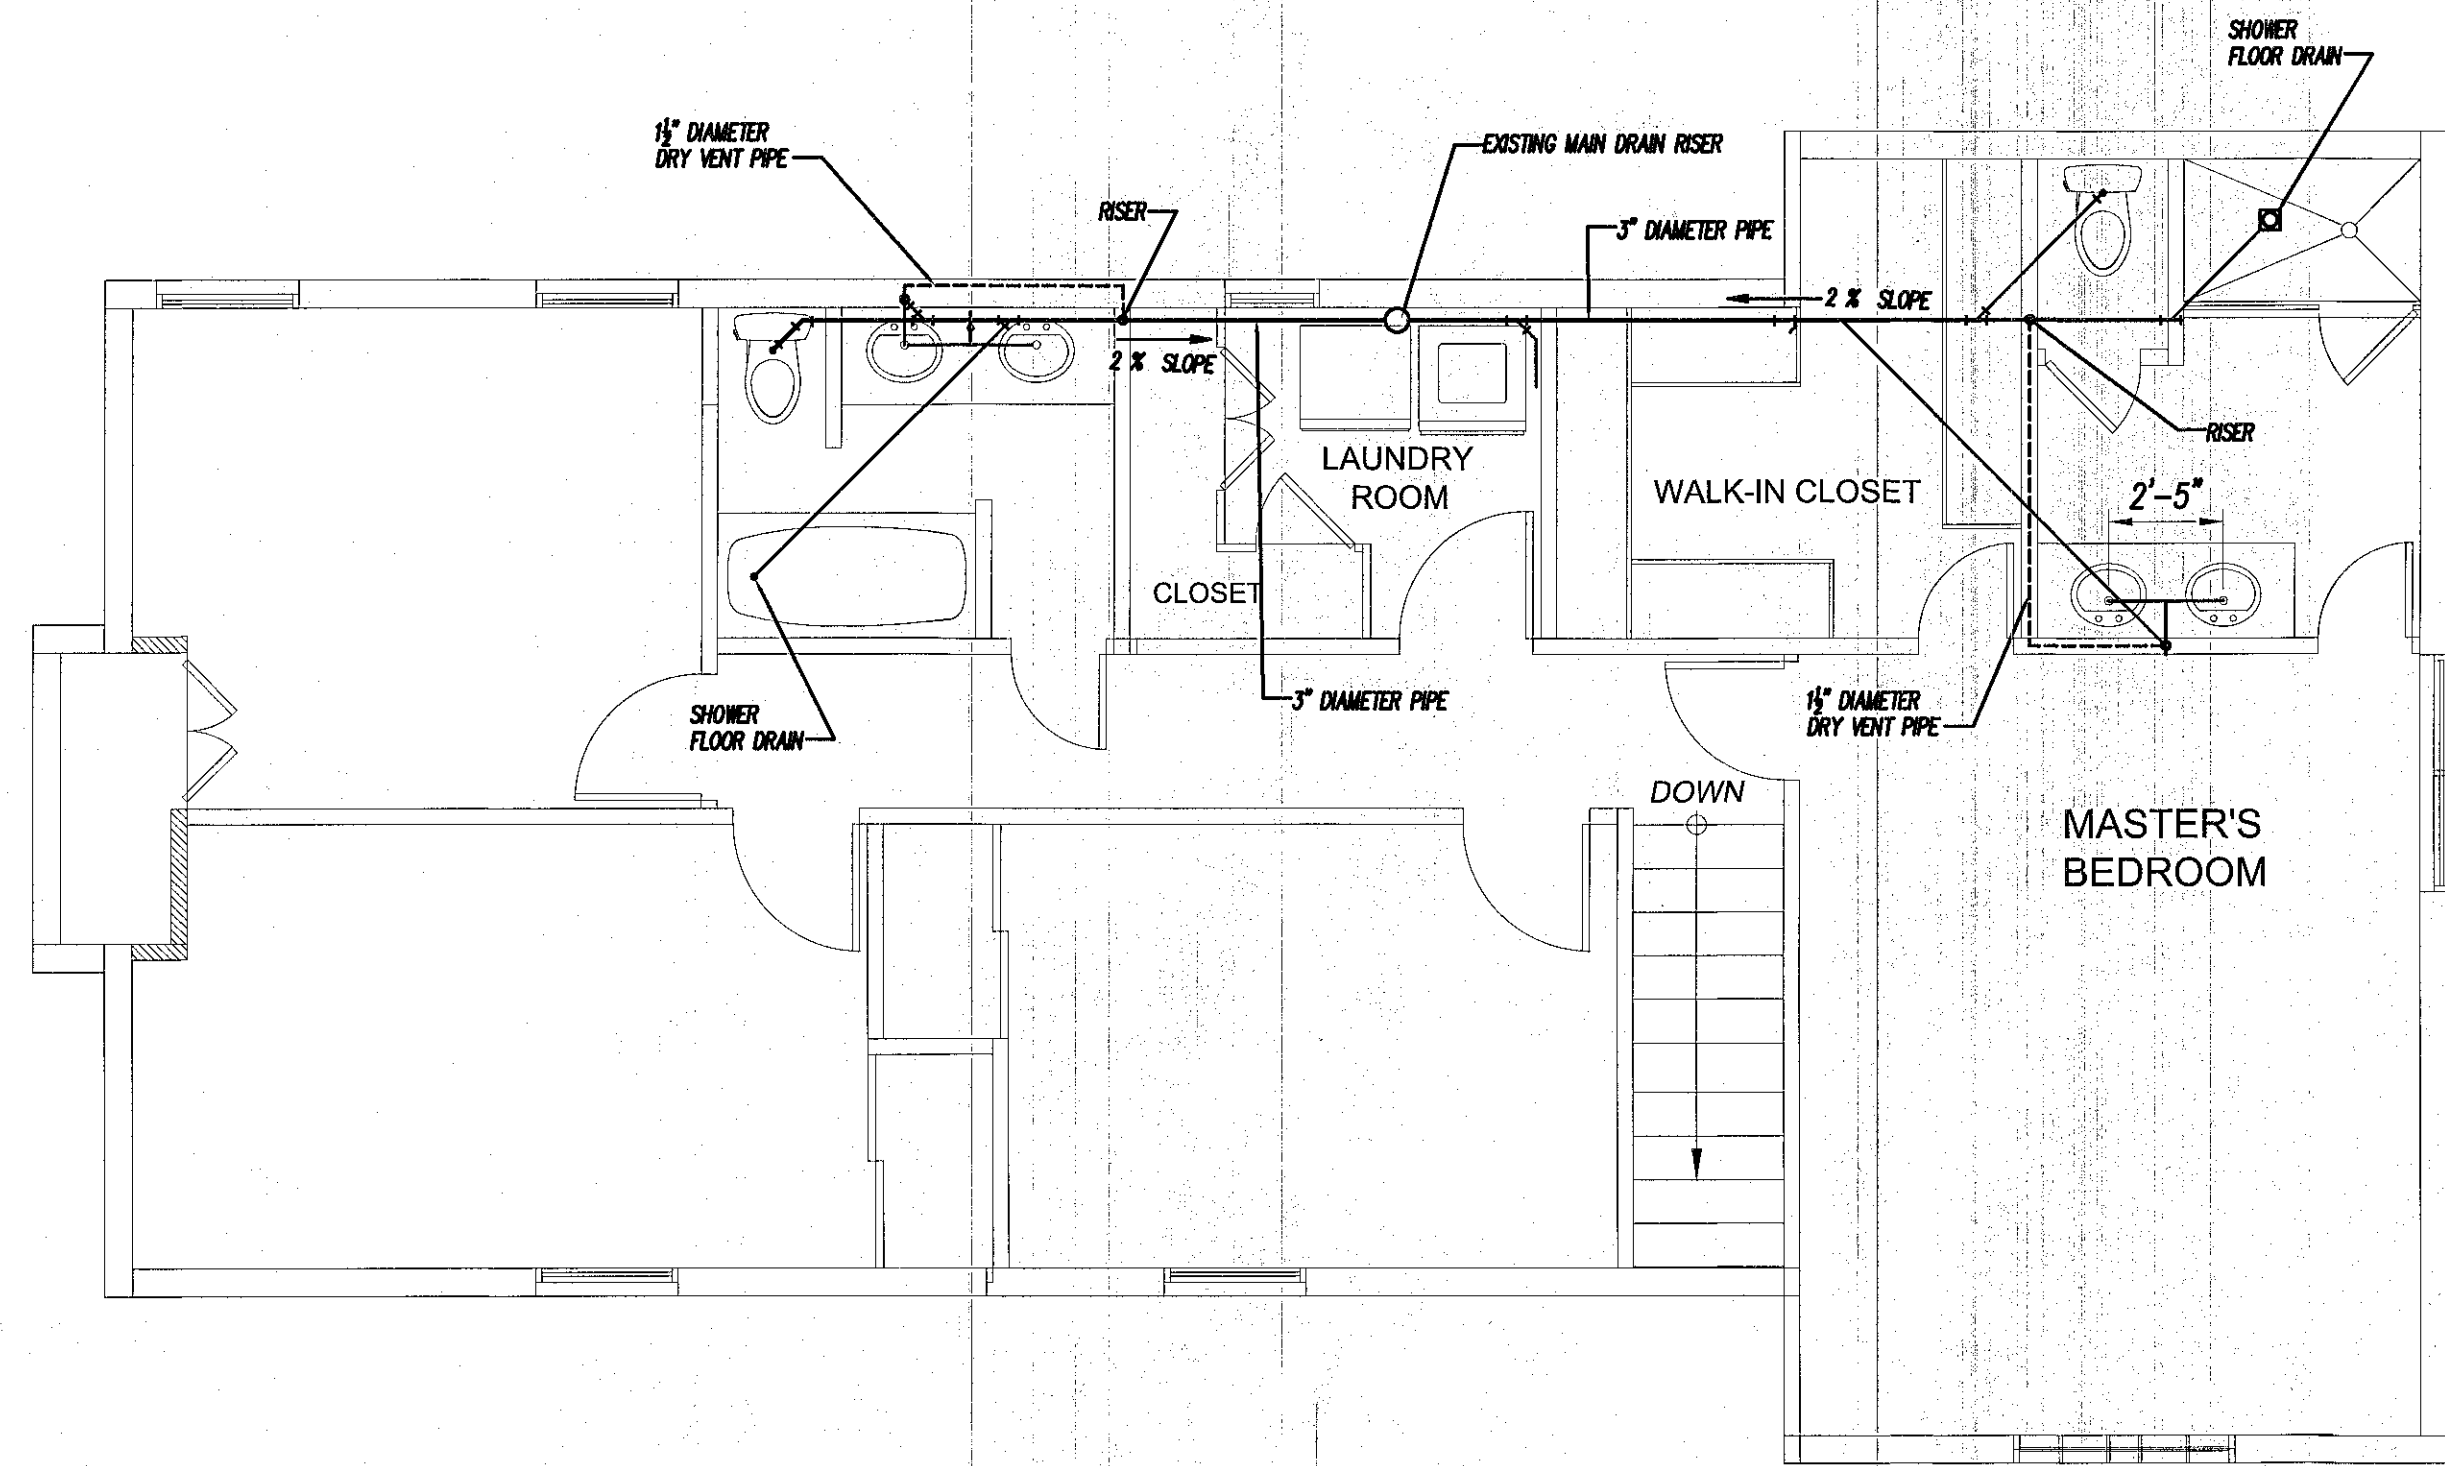 SHOWER
FLOOR DRAIN
1½" DIAMETER
DRY VENT PIPE
EXISTING MAIN DRAIN RISER
RISER
3" DIAMETER PIPE
2 % SLOPE
2 % SLOPE
RISER
LAUNDRY
ROOM
WALK-IN CLOSET
2'-5"
CLOSET
3" DIAMETER PIPE
1½" DIAMETER
DRY VENT PIPE
SHOWER
FLOOR DRAIN
DOWN
MASTER'S
BEDROOM